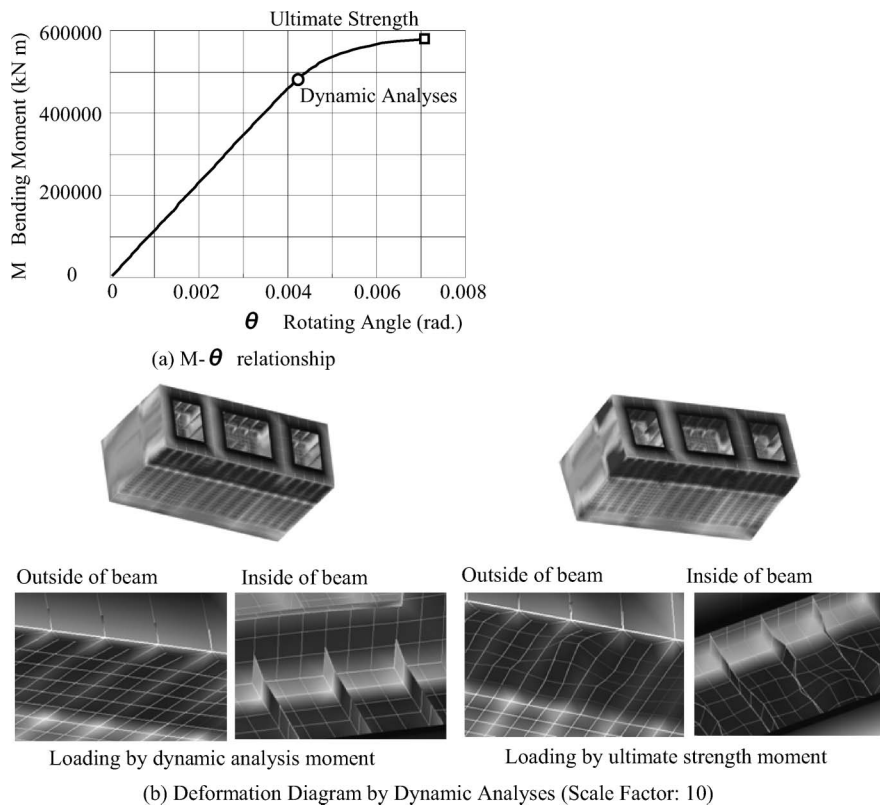 Ultimate Strength
600000
Dynamic Analyses
400000
200000
0
M Bending Moment (kN m)
0 0.002 0.004 0.006 0.008
θ Rotating Angle (rad.)
(a) M-θ relationship
Outside of beam
Inside of beam
Outside of beam
Inside of beam
Loading by dynamic analysis moment
Loading by ultimate strength moment
(b) Deformation Diagram by Dynamic Analyses (Scale Factor: 10)